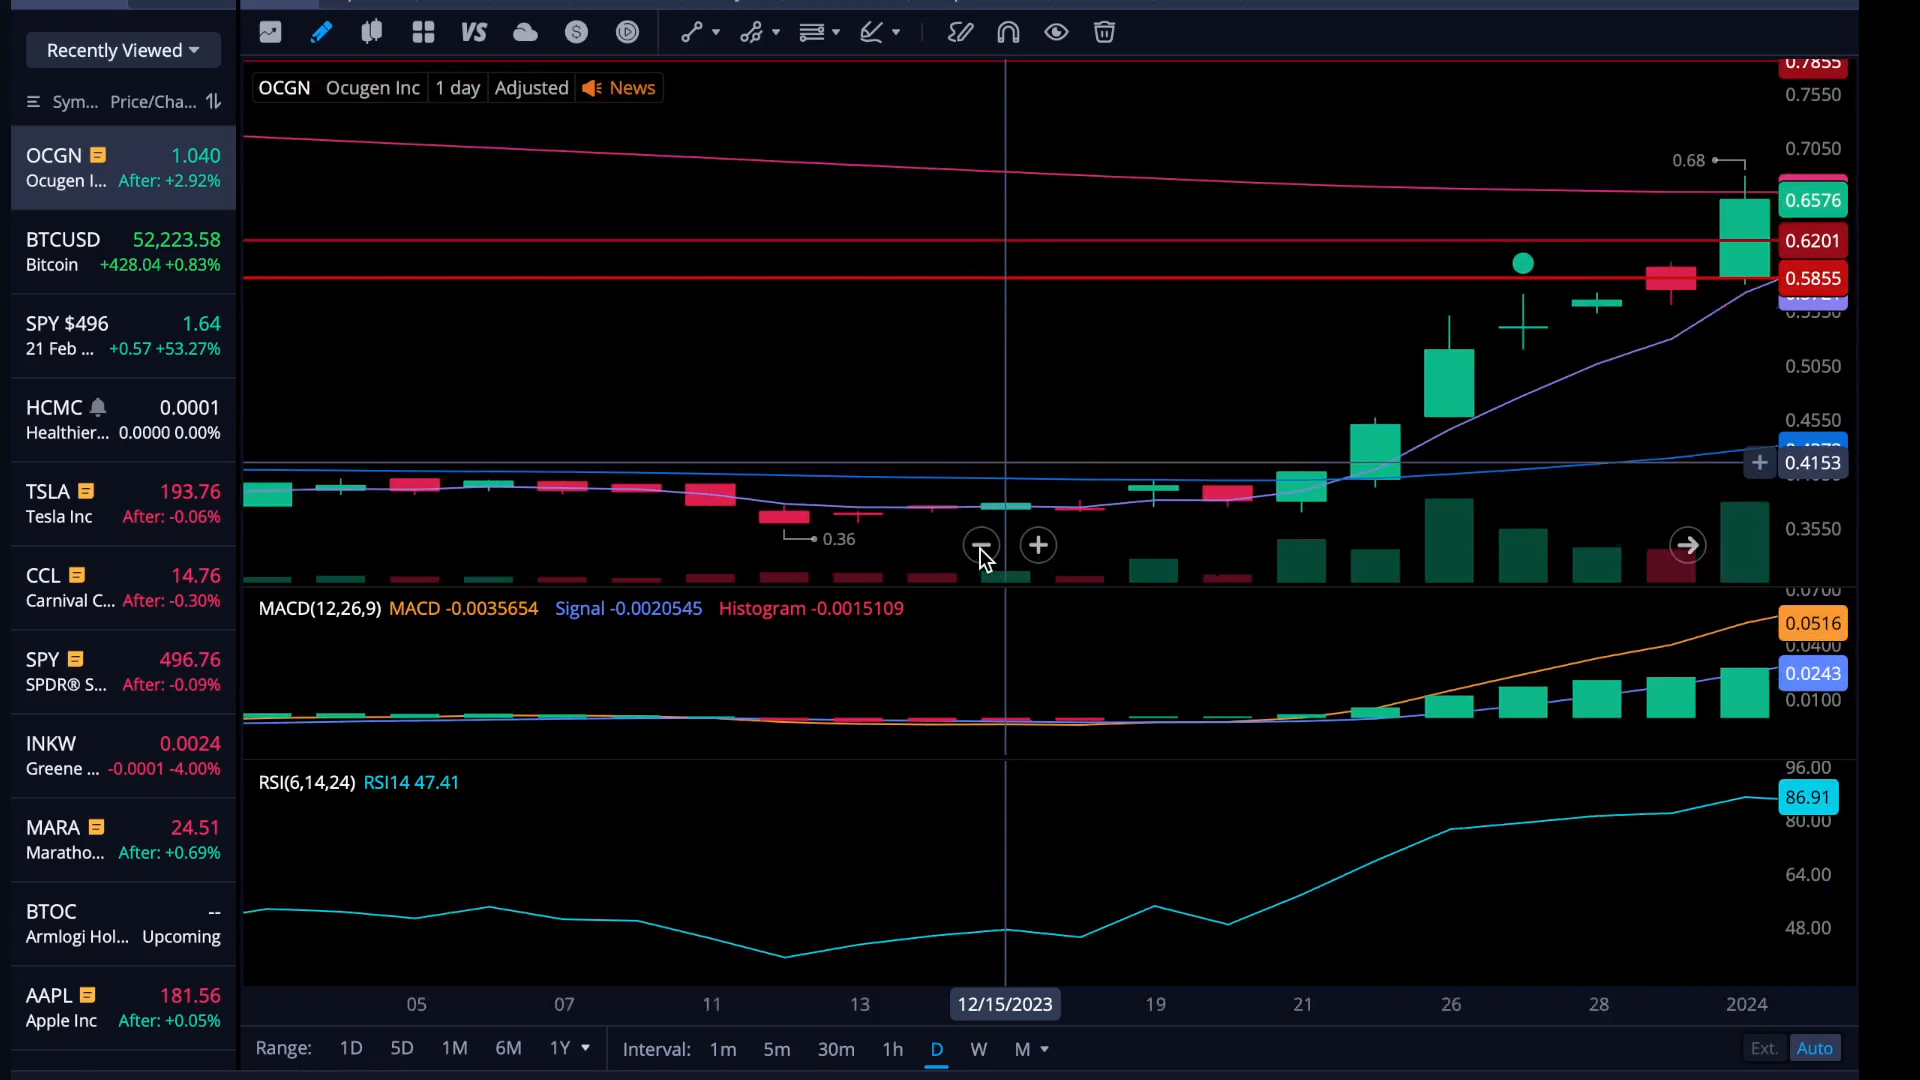 Recently Viewed
Sym... Price/Cha...
OCGN 1.040
Ocugen I... After: +2.92%
BTCUSD 52,223.58
Bitcoin +428.04 +0.83%
SPY $496 1.64
21 Feb ... +0.57 +53.27%
HCMC 0.0001
Healthier... 0.0000 0.00%
TSLA 193.76
Tesla Inc After: -0.06%
CCL 14.76
Carnival C... After: -0.30%
SPY 496.76
SPDR® S... After: -0.09%
INKW 0.0024
Greene ... -0.0001 -4.00%
MARA 24.51
Maratho... After: +0.69%
BTOC --
Armlogi Hol... Upcoming
AAPL 181.56
Apple Inc After: +0.05%
VS
OCGN Ocugen Inc 1 day Adjusted News
0.68
0.36
0.7855
0.7550
0.7050
0.6576
0.6201
0.5855
0.5050
0.4550
0.4153
0.3550
MACD(12,26,9) MACD -0.0035654 Signal -0.0020545 Histogram -0.0015109
0.0700
0.0516
0.0400
0.0243
0.0100
RSI(6,14,24) RSI14 47.41
96.00
86.91
80.00
64.00
48.00
05 07 11 13 12/15/2023 19 21 26 28 2024
Range: 1D 5D 1M 6M 1Y Interval: 1m 5m 30m 1h D W M Ext. Auto